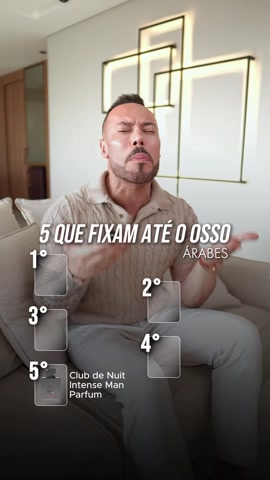 5 QUE FIXAM ATÉ O OSSO
ÁRABES
1°
2°
3°
4°
5°
Club de Nuit
Intense Man
Parfum